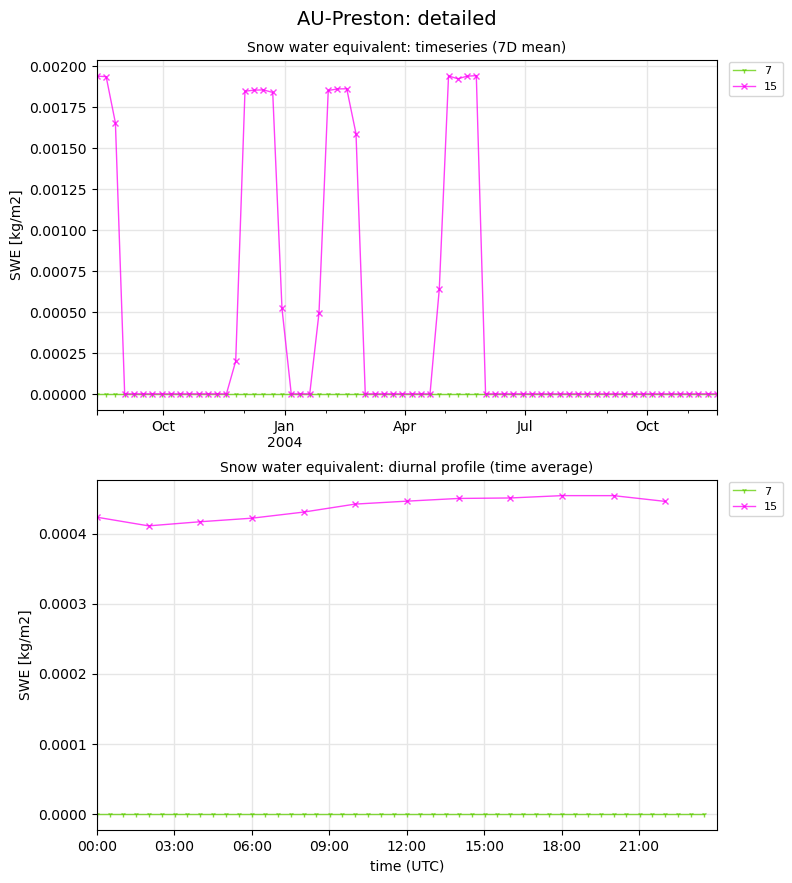 AU-Preston: detailed
Snow water equivalent: timeseries (7D mean)
7
15
0.00200
0.00175
0.00150
0.00125
0.00100
0.00075
0.00050
0.00025
0.00000
SWE [kg/m2]
Oct Jan Apr Jul Oct
2004
Snow water equivalent: diurnal profile (time average)
7
15
0.0004
0.0003
0.0002
0.0001
0.0000
SWE [kg/m2]
00:00 03:00 06:00 09:00 12:00 15:00 18:00 21:00
time (UTC)